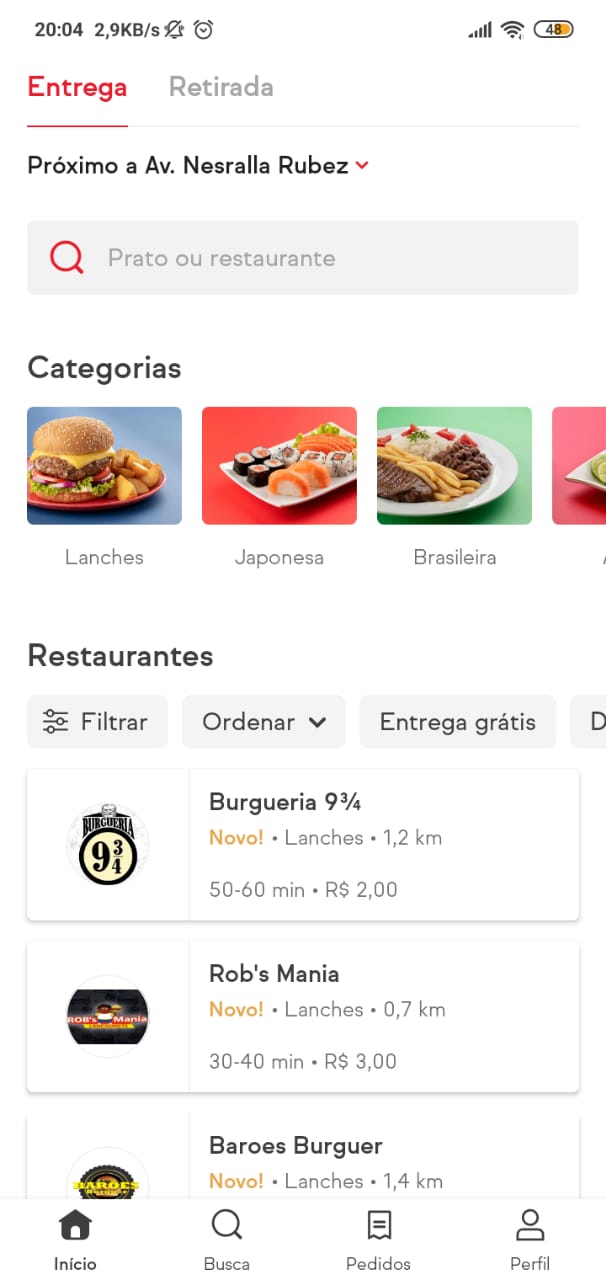 20:04 2,9KB/s 48
Entrega Retirada
Próximo a Av. Nesralla Rubez
Prato ou restaurante
Categorias
Lanches Japonesa Brasileira
Restaurantes
Filtrar Ordenar Entrega grátis D
BURGUERIA
9 3/4
Burgueria 9¾
Novo! • Lanches • 1,2 km
50-60 min • R$ 2,00
ROB's Mania
Rob's Mania
Novo! • Lanches • 0,7 km
30-40 min • R$ 3,00
BAROES
Baroes Burguer
Novo! • Lanches • 1,4 km
Início Busca Pedidos Perfil